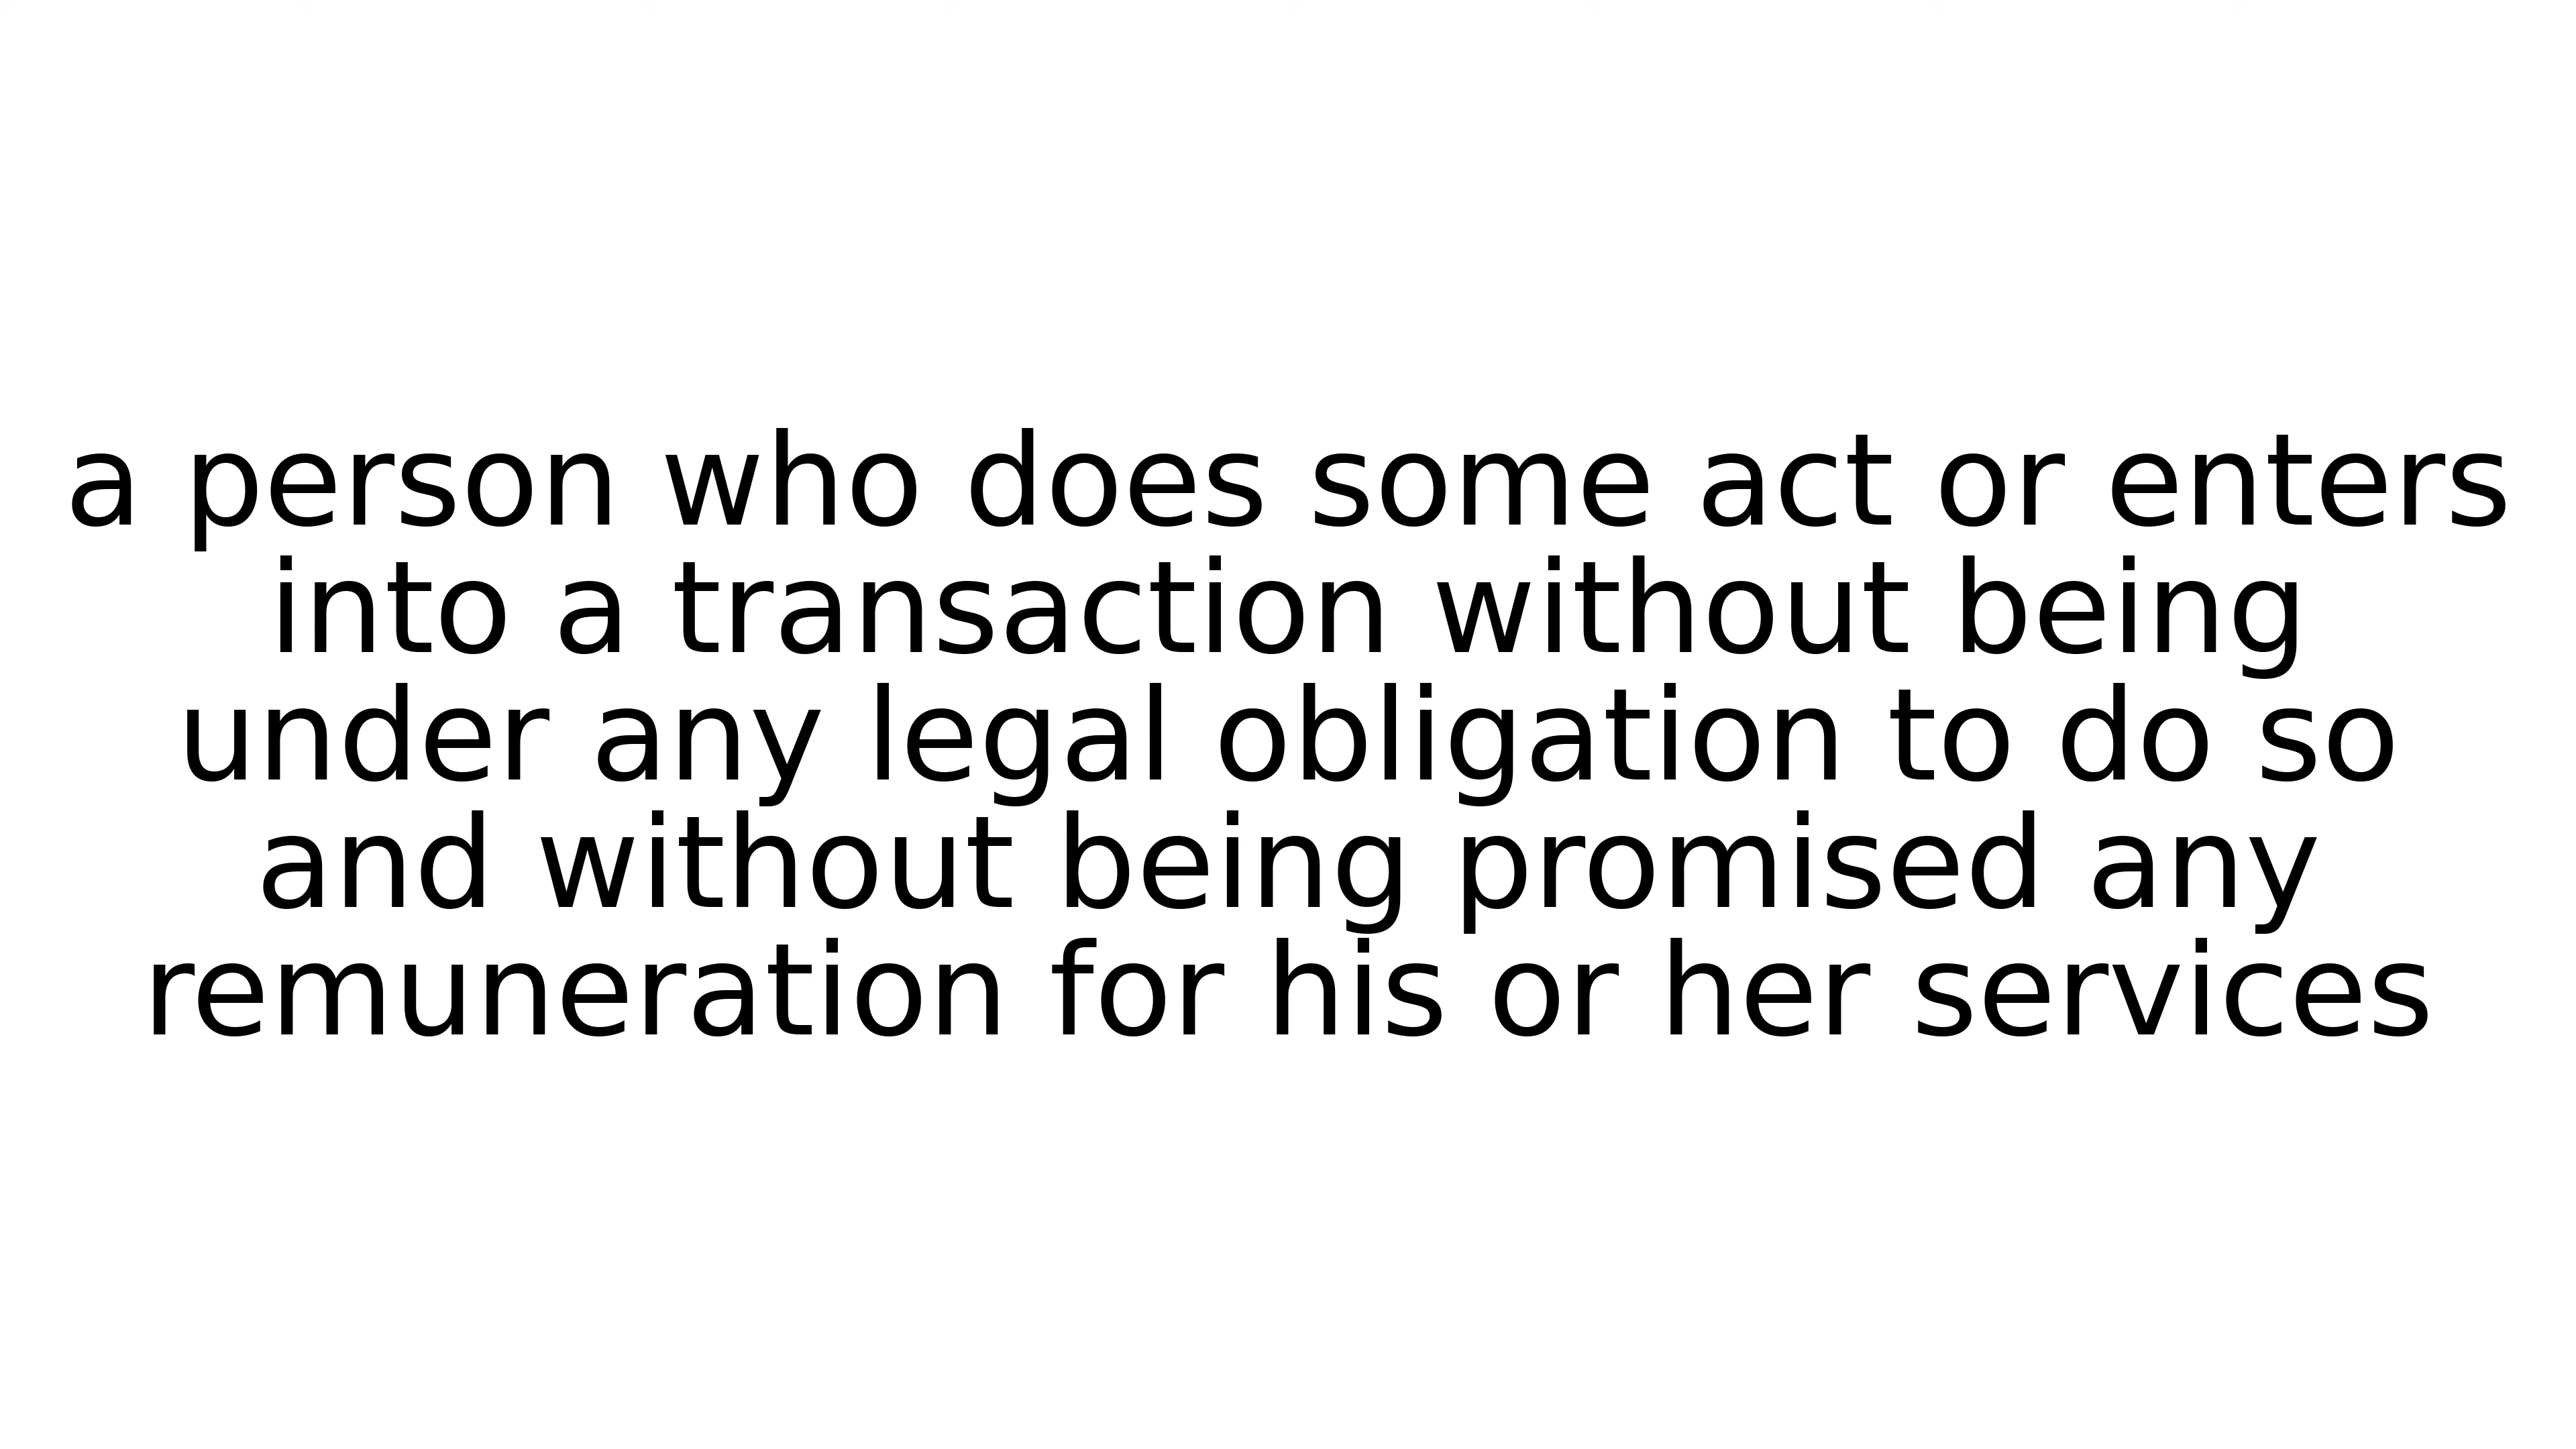 a person who does some act or enters
into a transaction without being
under any legal obligation to do so
and without being promised any
remuneration for his or her services